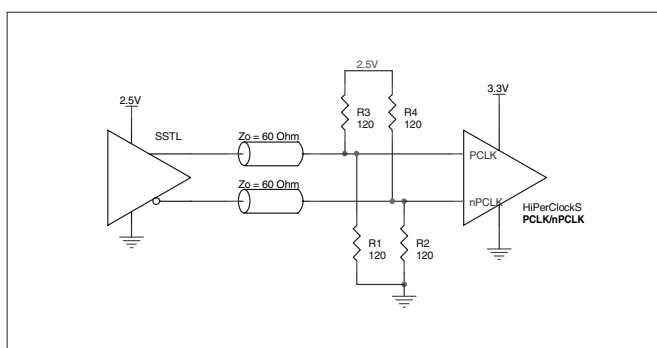 2.5V
2.5V
3.3V
SSTL
Zo = 60 Ohm
R3
120
R4
120
PCLK
Zo = 60 Ohm
nPCLK
HiPerClockS
PCLK/nPCLK
R1
120
R2
120